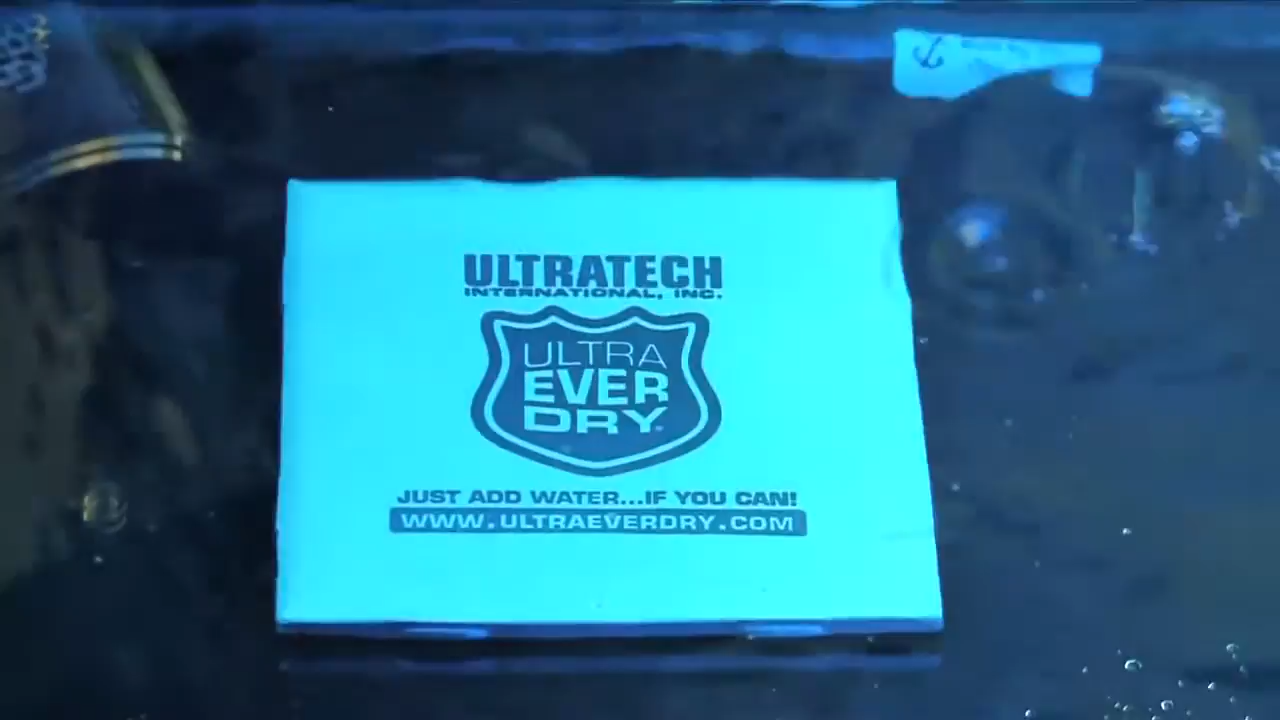 ULTRATECH
INTERNATIONAL, INC.
ULTRA
EVER
DRY
JUST ADD WATER...IF YOU CAN!
WWW.ULTRAEVERDRY.COM